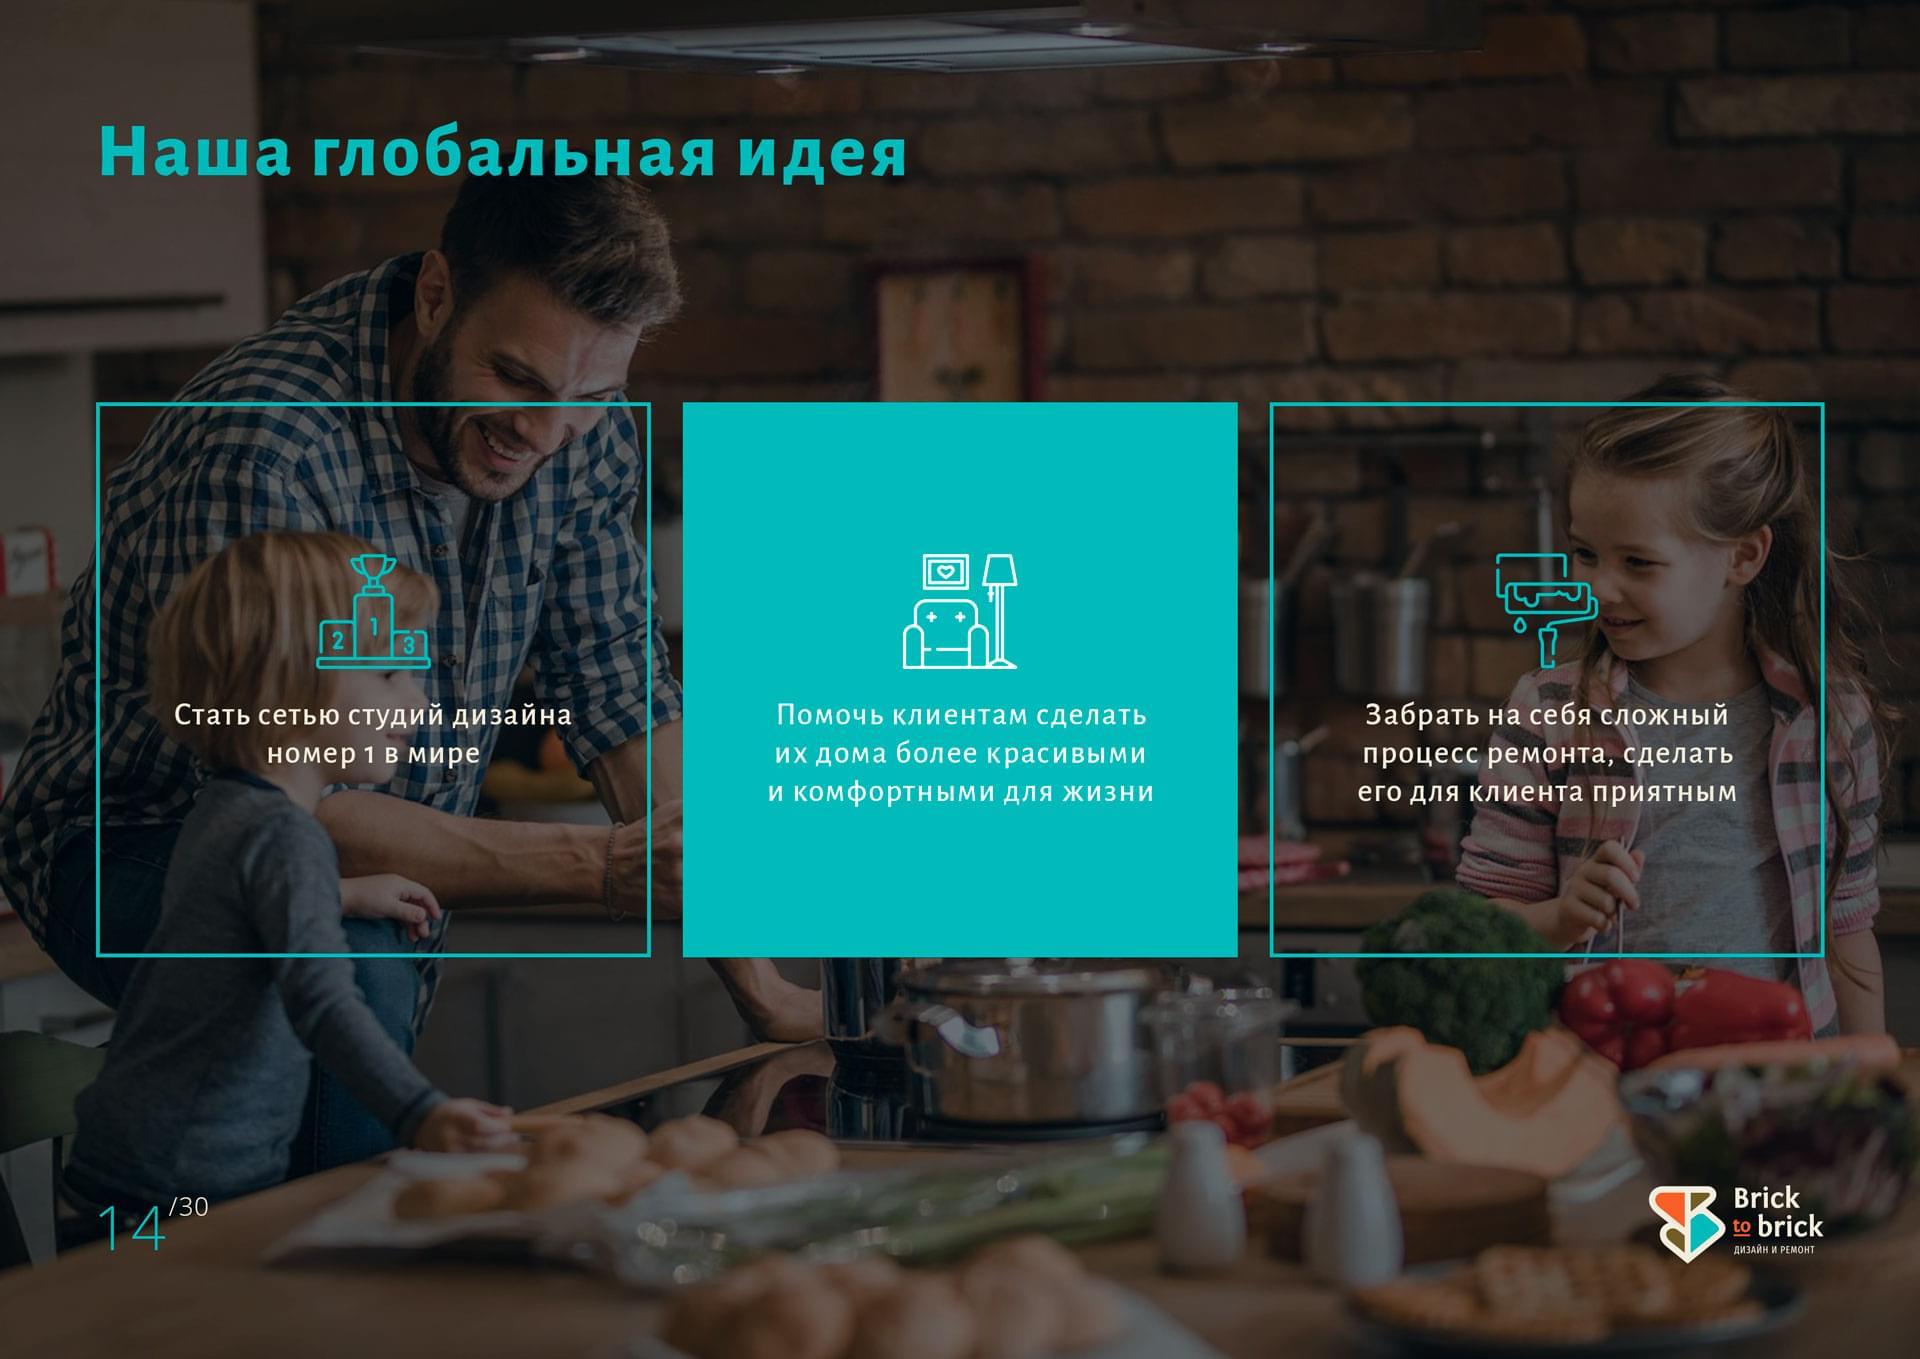 Наша глобальная идея
2
1
3
Стать сетью студий дизайна
номер 1 в мире
Помочь клиентам сделать
их дома более красивыми
и комфортными для жизни
Забрать на себя сложный
процесс ремонта, сделать
его для клиента приятным
14/30
Brick
to brick
ДИЗАЙН И РЕМОНТ